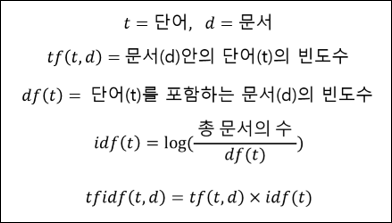 t = 단어, d = 문서
tf(t, d) = 문서(d)안의 단어(t)의 빈도수
df(t) = 단어(t)를 포함하는 문서(d)의 빈도수
idf(t) = log(총 문서의 수 / df(t))
tfidf(t, d) = tf(t, d) × idf(t)